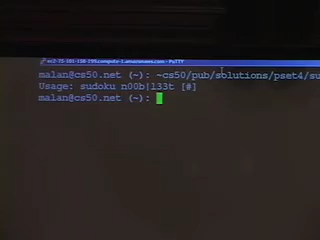 malan@cs50.net (~): ~cs50/pub/solutions/pset4/su
Usage: sudoku n00b|l33t [#]
malan@cs50.net (~):